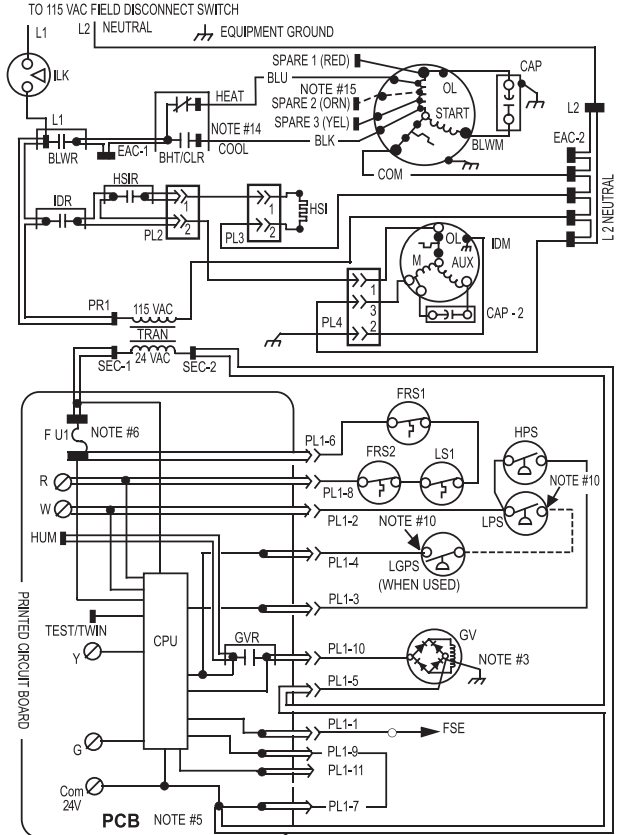 TO 115 VAC FIELD DISCONNECT SWITCH
L1
L2 NEUTRAL
EQUIPMENT GROUND
ILK
SPARE 1 (RED)
BLU
HEAT
NOTE #15
SPARE 2 (ORN)
SPARE 3 (YEL)
NOTE #14
COOL
BLK
OL
START
BLWM
CAP
L1
BLWR
EAC-1
BHT/CLR
COM
L2
EAC-2
L 2 NEUTRAL
HSIR
IDR
1
2
PL2
1
2
PL3
HSI
OL
IDM
M
AUX
CAP - 2
1
3
2
PL4
PR1
115 VAC
TRAN
24 VAC
SEC-1
SEC-2
F U1
NOTE #6
FRS1
PL1-6
FRS2
LS1
HPS
R
PL1-8
NOTE #10
W
PL1-2
NOTE #10
LPS
HUM
PL1-4
LGPS
(WHEN USED)
PL1-3
PRINTED CIRCUIT BOARD
TEST/TWIN
CPU
GVR
Y
PL1-10
GV
NOTE #3
PL1-5
PL1-1
FSE
G
PL1-9
PL1-11
Com
24V
PL1-7
PCB NOTE #5